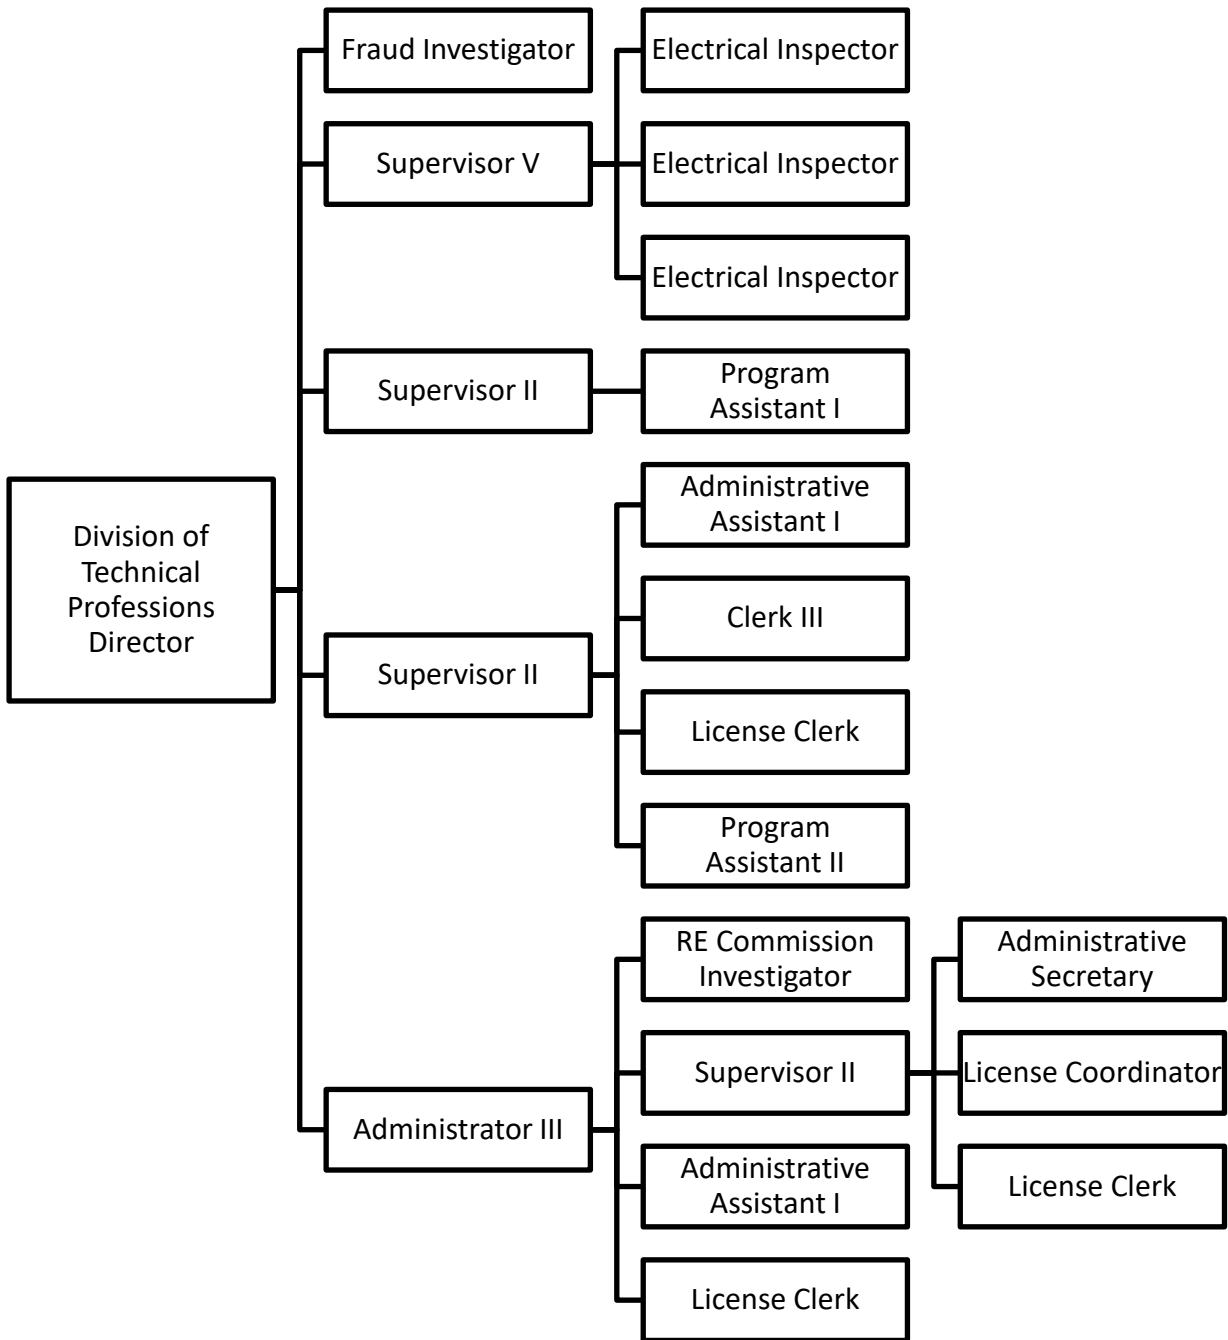 Fraud Investigator
Electrical Inspector
Supervisor V
Electrical Inspector
Electrical Inspector
Supervisor II
Program
Assistant I
Division of
Technical
Professions
Director
Supervisor II
Administrative
Assistant I
Clerk III
License Clerk
Program
Assistant II
Administrator III
RE Commission
Investigator
Supervisor II
Administrative
Secretary
License Coordinator
License Clerk
Administrative
Assistant I
License Clerk